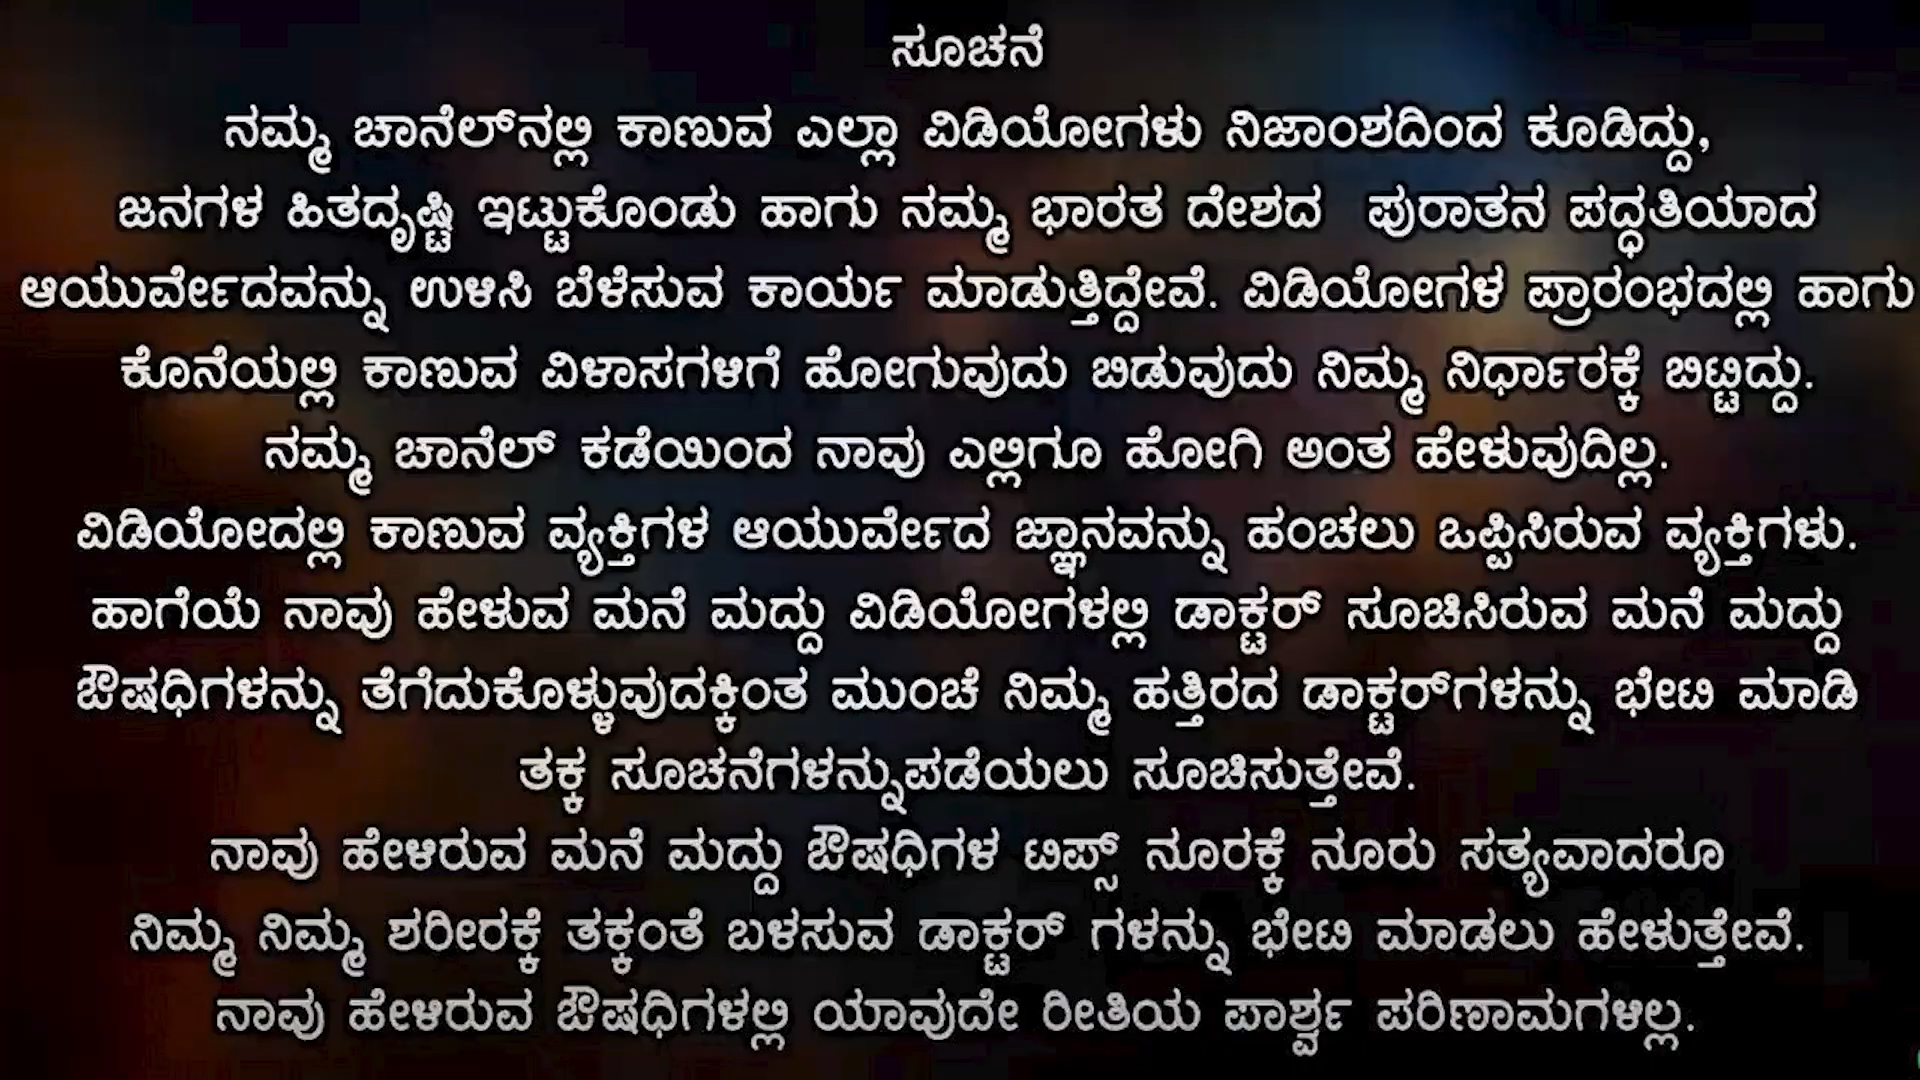 ಸೂಚನೆ
ನಮ್ಮ ಚಾನೆಲ್‌ನಲ್ಲಿ ಕಾಣುವ ಎಲ್ಲಾ ವಿಡಿಯೋಗಳು ನಿಜಾಂಶದಿಂದ ಕೂಡಿದ್ದು,
ಜನಗಳ ಹಿತದೃಷ್ಟಿ ಇಟ್ಟುಕೊಂಡು ಹಾಗು ನಮ್ಮ ಭಾರತ ದೇಶದ ಪುರಾತನ ಪದ್ಧತಿಯಾದ
ಆಯುರ್ವೇದವನ್ನು ಉಳಿಸಿ ಬೆಳೆಸುವ ಕಾರ್ಯ ಮಾಡುತ್ತಿದ್ದೇವೆ. ವಿಡಿಯೋಗಳ ಪ್ರಾರಂಭದಲ್ಲಿ ಹಾಗು
ಕೊನೆಯಲ್ಲಿ ಕಾಣುವ ವಿಳಾಸಗಳಿಗೆ ಹೋಗುವುದು ಬಿಡುವುದು ನಿಮ್ಮ ನಿರ್ಧಾರಕ್ಕೆ ಬಿಟ್ಟಿದ್ದು.
ನಮ್ಮ ಚಾನೆಲ್ ಕಡೆಯಿಂದ ನಾವು ಎಲ್ಲಿಗೂ ಹೋಗಿ ಅಂತ ಹೇಳುವುದಿಲ್ಲ.
ವಿಡಿಯೋದಲ್ಲಿ ಕಾಣುವ ವ್ಯಕ್ತಿಗಳ ಆಯುರ್ವೇದ ಜ್ಞಾನವನ್ನು ಹಂಚಲು ಒಪ್ಪಿಸಿರುವ ವ್ಯಕ್ತಿಗಳು.
ಹಾಗೆಯೆ ನಾವು ಹೇಳುವ ಮನೆ ಮದ್ದು ವಿಡಿಯೋಗಳಲ್ಲಿ ಡಾಕ್ಟರ್ ಸೂಚಿಸಿರುವ ಮನೆ ಮದ್ದು
ಔಷಧಿಗಳನ್ನು ತೆಗೆದುಕೊಳ್ಳುವುದಕ್ಕಿಂತ ಮುಂಚೆ ನಿಮ್ಮ ಹತ್ತಿರದ ಡಾಕ್ಟರ್‌ಗಳನ್ನು ಭೇಟಿ ಮಾಡಿ
ತಕ್ಕ ಸೂಚನೆಗಳನ್ನುಪಡೆಯಲು ಸೂಚಿಸುತ್ತೇವೆ.
ನಾವು ಹೇಳಿರುವ ಮನೆ ಮದ್ದು ಔಷಧಿಗಳ ಟಿಪ್ಸ್ ನೂರಕ್ಕೆ ನೂರು ಸತ್ಯವಾದರೂ
ನಿಮ್ಮ ನಿಮ್ಮ ಶರೀರಕ್ಕೆ ತಕ್ಕಂತೆ ಬಳಸುವ ಡಾಕ್ಟರ್ ಗಳನ್ನು ಭೇಟಿ ಮಾಡಲು ಹೇಳುತ್ತೇವೆ.
ನಾವು ಹೇಳಿರುವ ಔಷಧಿಗಳಲ್ಲಿ ಯಾವುದೇ ರೀತಿಯ ಪಾರ್ಶ್ವ ಪರಿಣಾಮಗಳಿಲ್ಲ.